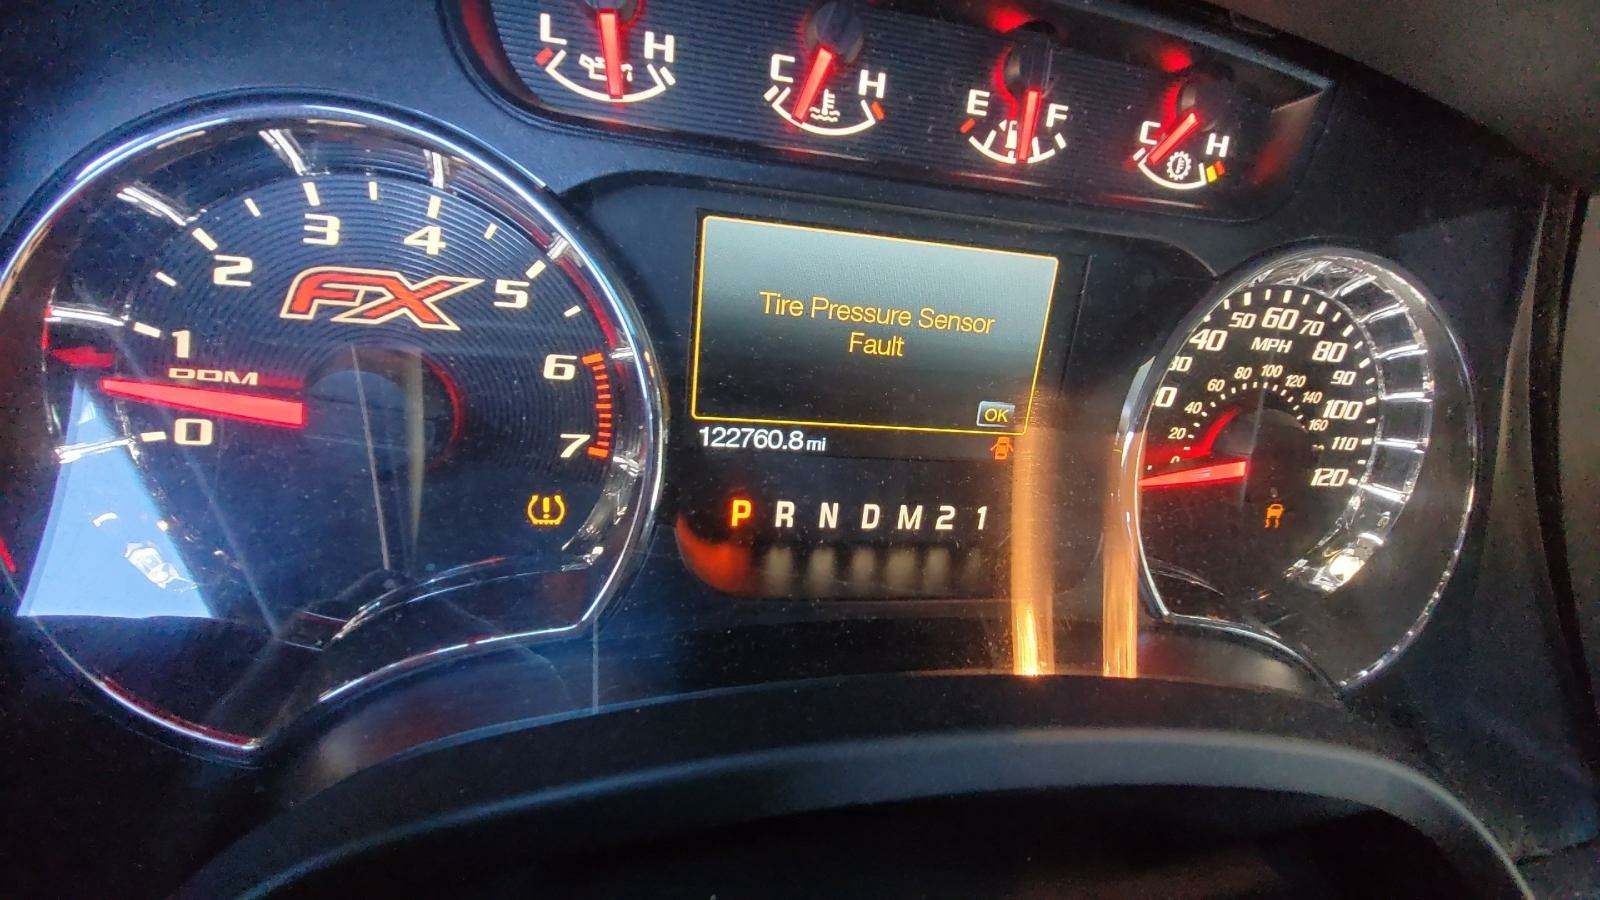 L H
C H
E F
C H
0 1 2 3 4 5 6 7
FX
Tire Pressure Sensor
Fault
OK
122760.8 mi
P R N D M 2 1
40 50 60 70 80 90 100 110 120
MPH
0 20 40 60 80 100 120 140 160